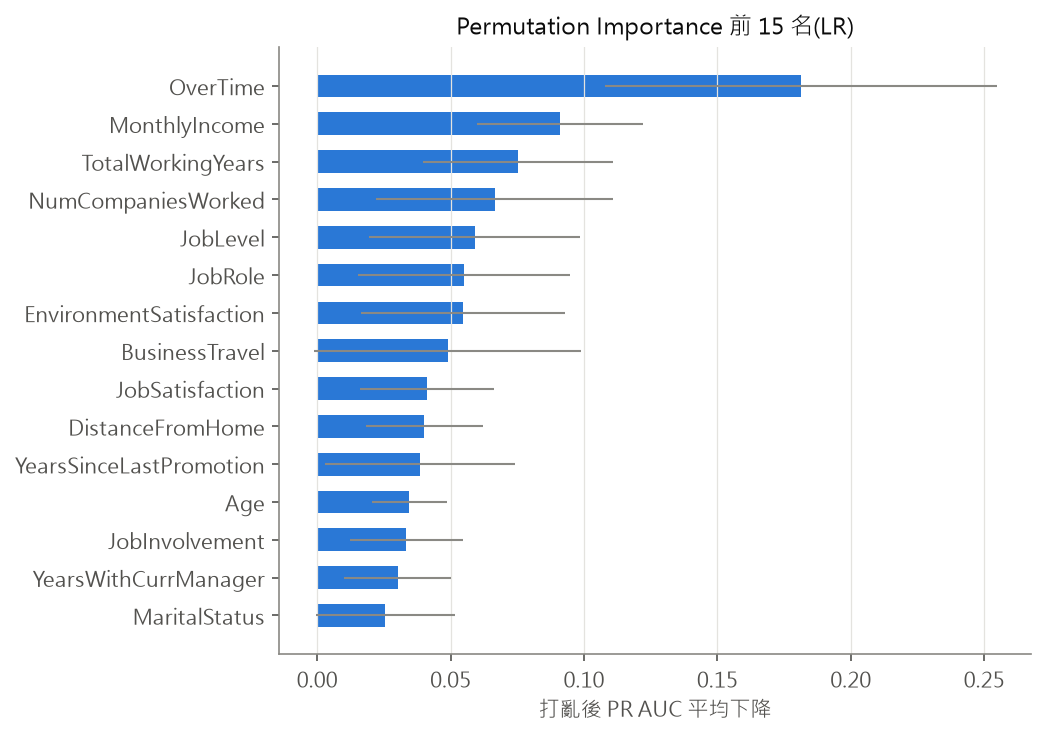 Permutation Importance 前 15 名(LR)
OverTime
MonthlyIncome
TotalWorkingYears
NumCompaniesWorked
JobLevel
JobRole
EnvironmentSatisfaction
BusinessTravel
JobSatisfaction
DistanceFromHome
YearsSinceLastPromotion
Age
JobInvolvement
YearsWithCurrManager
MaritalStatus
0.00 0.05 0.10 0.15 0.20 0.25
打亂後 PR AUC 平均下降